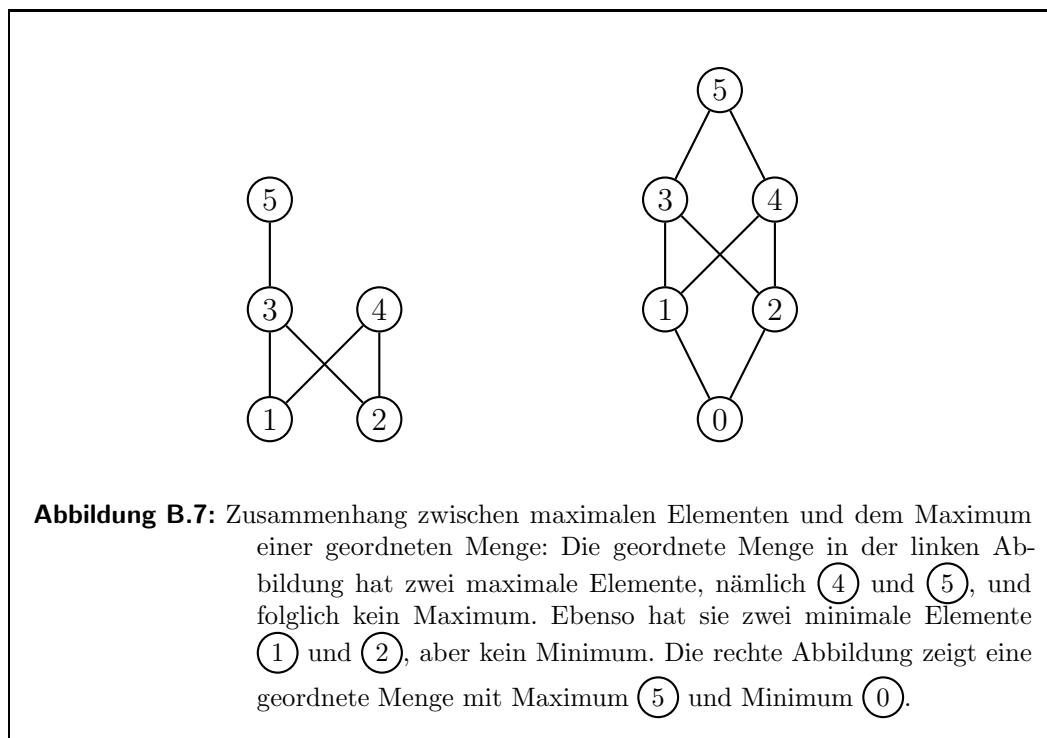 5
5
3
4
3
4
1
2
1
2
0
Abbildung B.7: Zusammenhang zwischen maximalen Elementen und dem Maximum
einer geordneten Menge: Die geordnete Menge in der linken Ab-
bildung hat zwei maximale Elemente, nämlich 4 und 5, und
folglich kein Maximum. Ebenso hat sie zwei minimale Elemente
1 und 2, aber kein Minimum. Die rechte Abbildung zeigt eine
geordnete Menge mit Maximum 5 und Minimum 0.